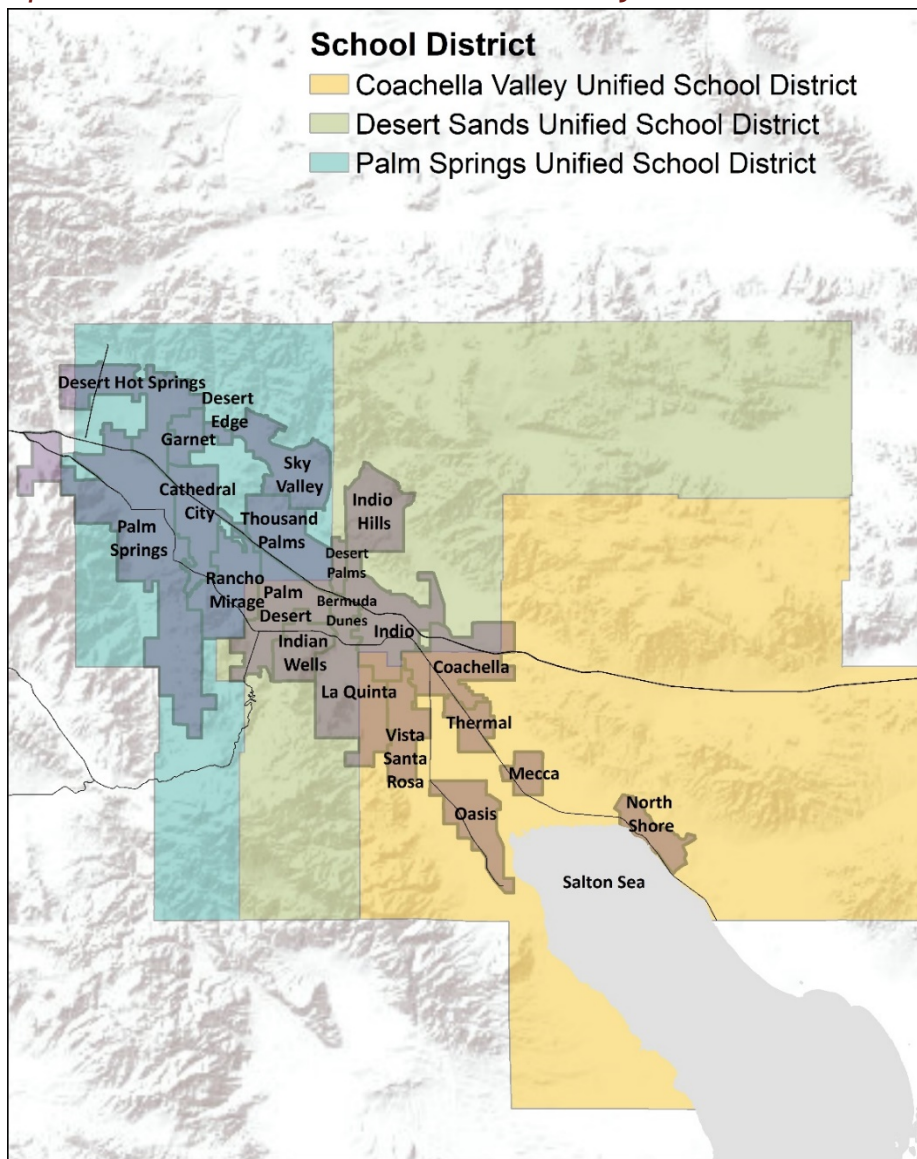 School District
Coachella Valley Unified School District
Desert Sands Unified School District
Palm Springs Unified School District
Desert Hot Springs
Desert
Edge
Garnet
Sky
Valley
Cathedral
City
Indio
Hills
Thousand
Palms
Palm
Springs
Desert
Palms
Rancho
Mirage
Palm
Desert
Bermuda
Dunes
Indio
Indian
Wells
Coachella
La Quinta
Thermal
Vista
Santa
Rosa
Mecca
Oasis
North
Shore
Salton Sea